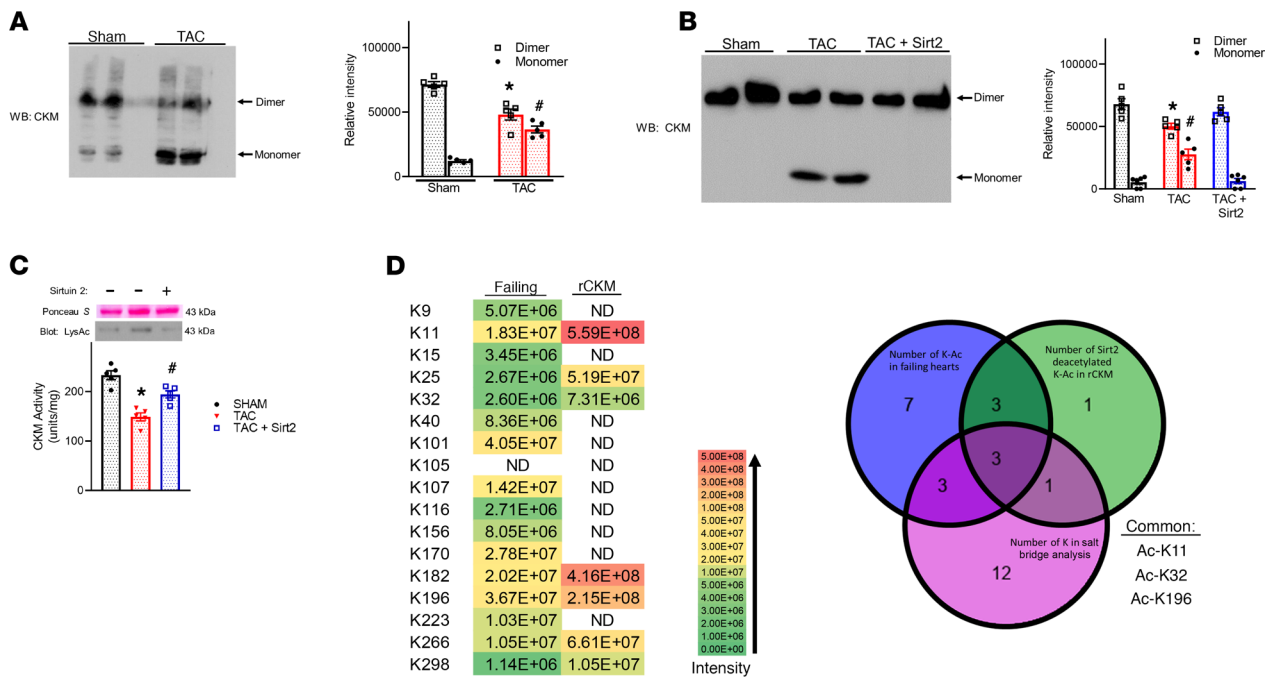 A
Sham
TAC
WB: CKM
Dimer
Monomer
Relative intensity
100000
50000
0
Dimer
Monomer
*
#
Sham
TAC
B
Sham
TAC
TAC + Sirt2
WB: CKM
Dimer
Monomer
Relative intensity
100000
50000
0
Dimer
Monomer
*
#
Sham
TAC
TAC +
Sirt2
C
Sirtuin 2: – – +
Ponceau S 43 kDa
Blot: LysAc 43 kDa
CKM Activity
(units/mg)
200
100
0
*
#
SHAM
TAC
TAC + Sirt2
D
Failing rCKM
K9 5.07E+06 ND
K11 1.83E+07 5.59E+08
K15 3.45E+06 ND
K25 2.67E+06 5.19E+07
K32 2.60E+06 7.31E+06
K40 8.36E+06 ND
K101 4.05E+07 ND
K105 ND ND
K107 1.42E+07 ND
K116 2.71E+06 ND
K156 8.05E+06 ND
K170 2.78E+07 ND
K182 2.02E+07 4.16E+08
K196 3.67E+07 2.15E+08
K223 1.03E+07 ND
K266 1.05E+07 6.61E+07
K298 1.14E+06 1.05E+07
5.00E+08
4.00E+08
3.00E+08
2.00E+08
1.00E+08
5.00E+07
4.00E+07
3.00E+07
2.00E+07
1.00E+07
5.00E+06
4.00E+06
3.00E+06
2.00E+06
1.00E+06
0.00E+00
Intensity
Number of K-Ac
in failing hearts
7
Number of Sirt2
deacetylated
K-Ac in rCKM
3
1
3
3
1
Number of K in salt
bridge analysis
12
Common:
Ac-K11
Ac-K32
Ac-K196